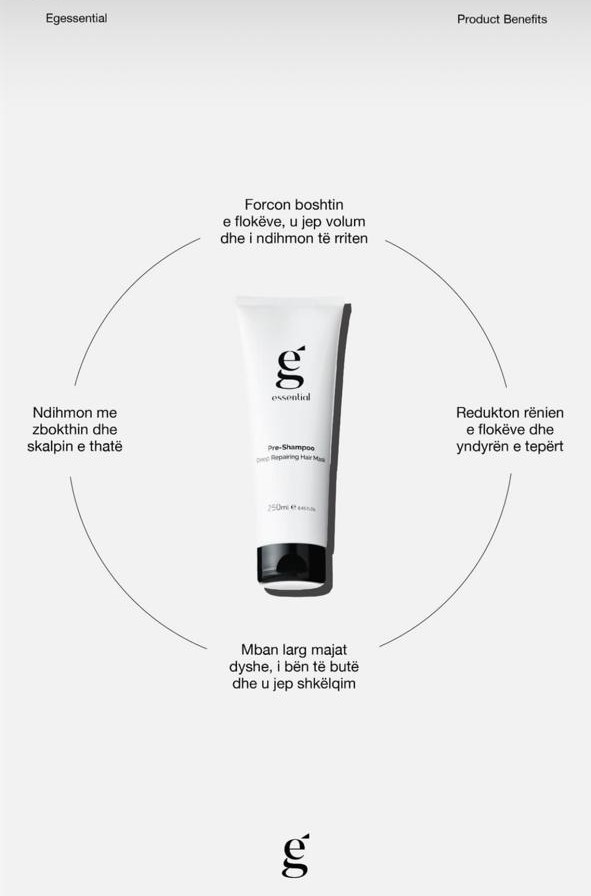 Egessential
Product Benefits
Forcon boshtin
e flokëve, u jep volum
dhe i ndihmon të rriten
Ndihmon me
zbokthin dhe
skalpin e thatë
Redukton rënien
e flokëve dhe
yndyrën e tepërt
essential
Pre-Shampoo
Deep Repairing Hair Mask
250ml e
Mban larg majat
dyshe, i bën të butë
dhe u jep shkëlqim